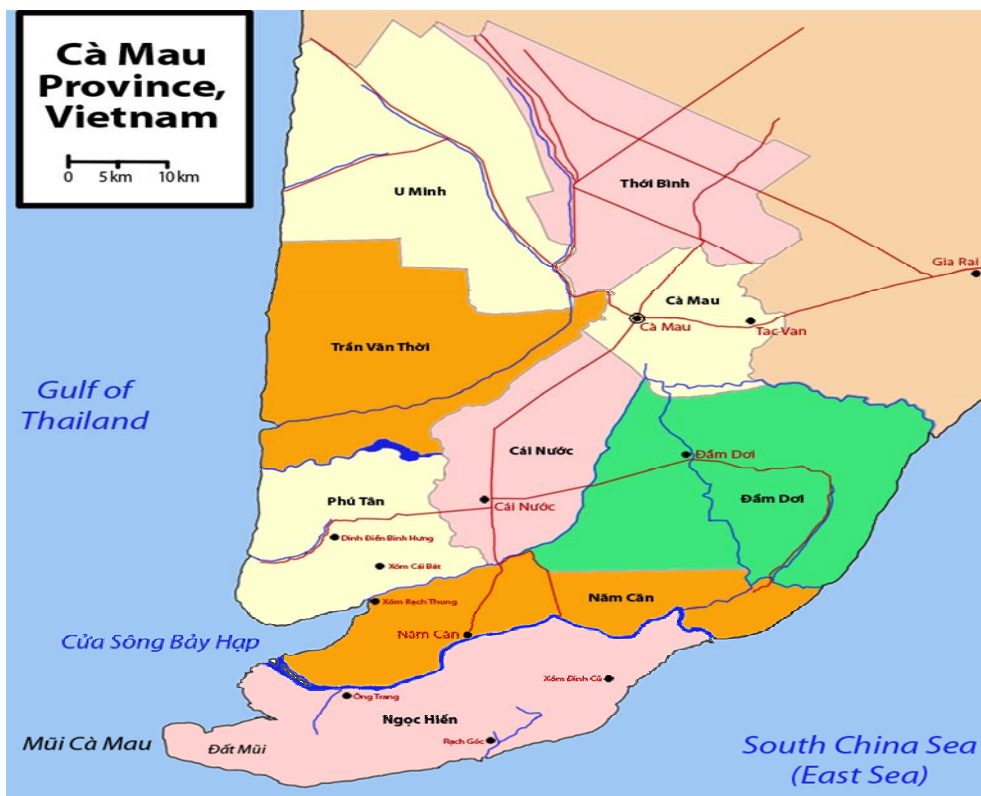 Cà Mau
Province,
Vietnam
0 5 km 10 km
U Minh
Thới Bình
Gia Rai
Cà Mau
Cà Mau
Tac Van
Trần Văn Thời
Gulf of
Thailand
Cái Nước
Đầm Dơi
Đầm Dơi
Phú Tân
Cái Nước
Dinh Điền Bình Hưng
Xóm Cái Bát
Năm Căn
Xóm Rạch Thung
Năm Căn
Cửa Sông Bảy Hạp
Xóm Đinh Củ
Ông Trang
Ngọc Hiển
Rạch Gốc
Mũi Cà Mau
Đất Mũi
South China Sea
(East Sea)